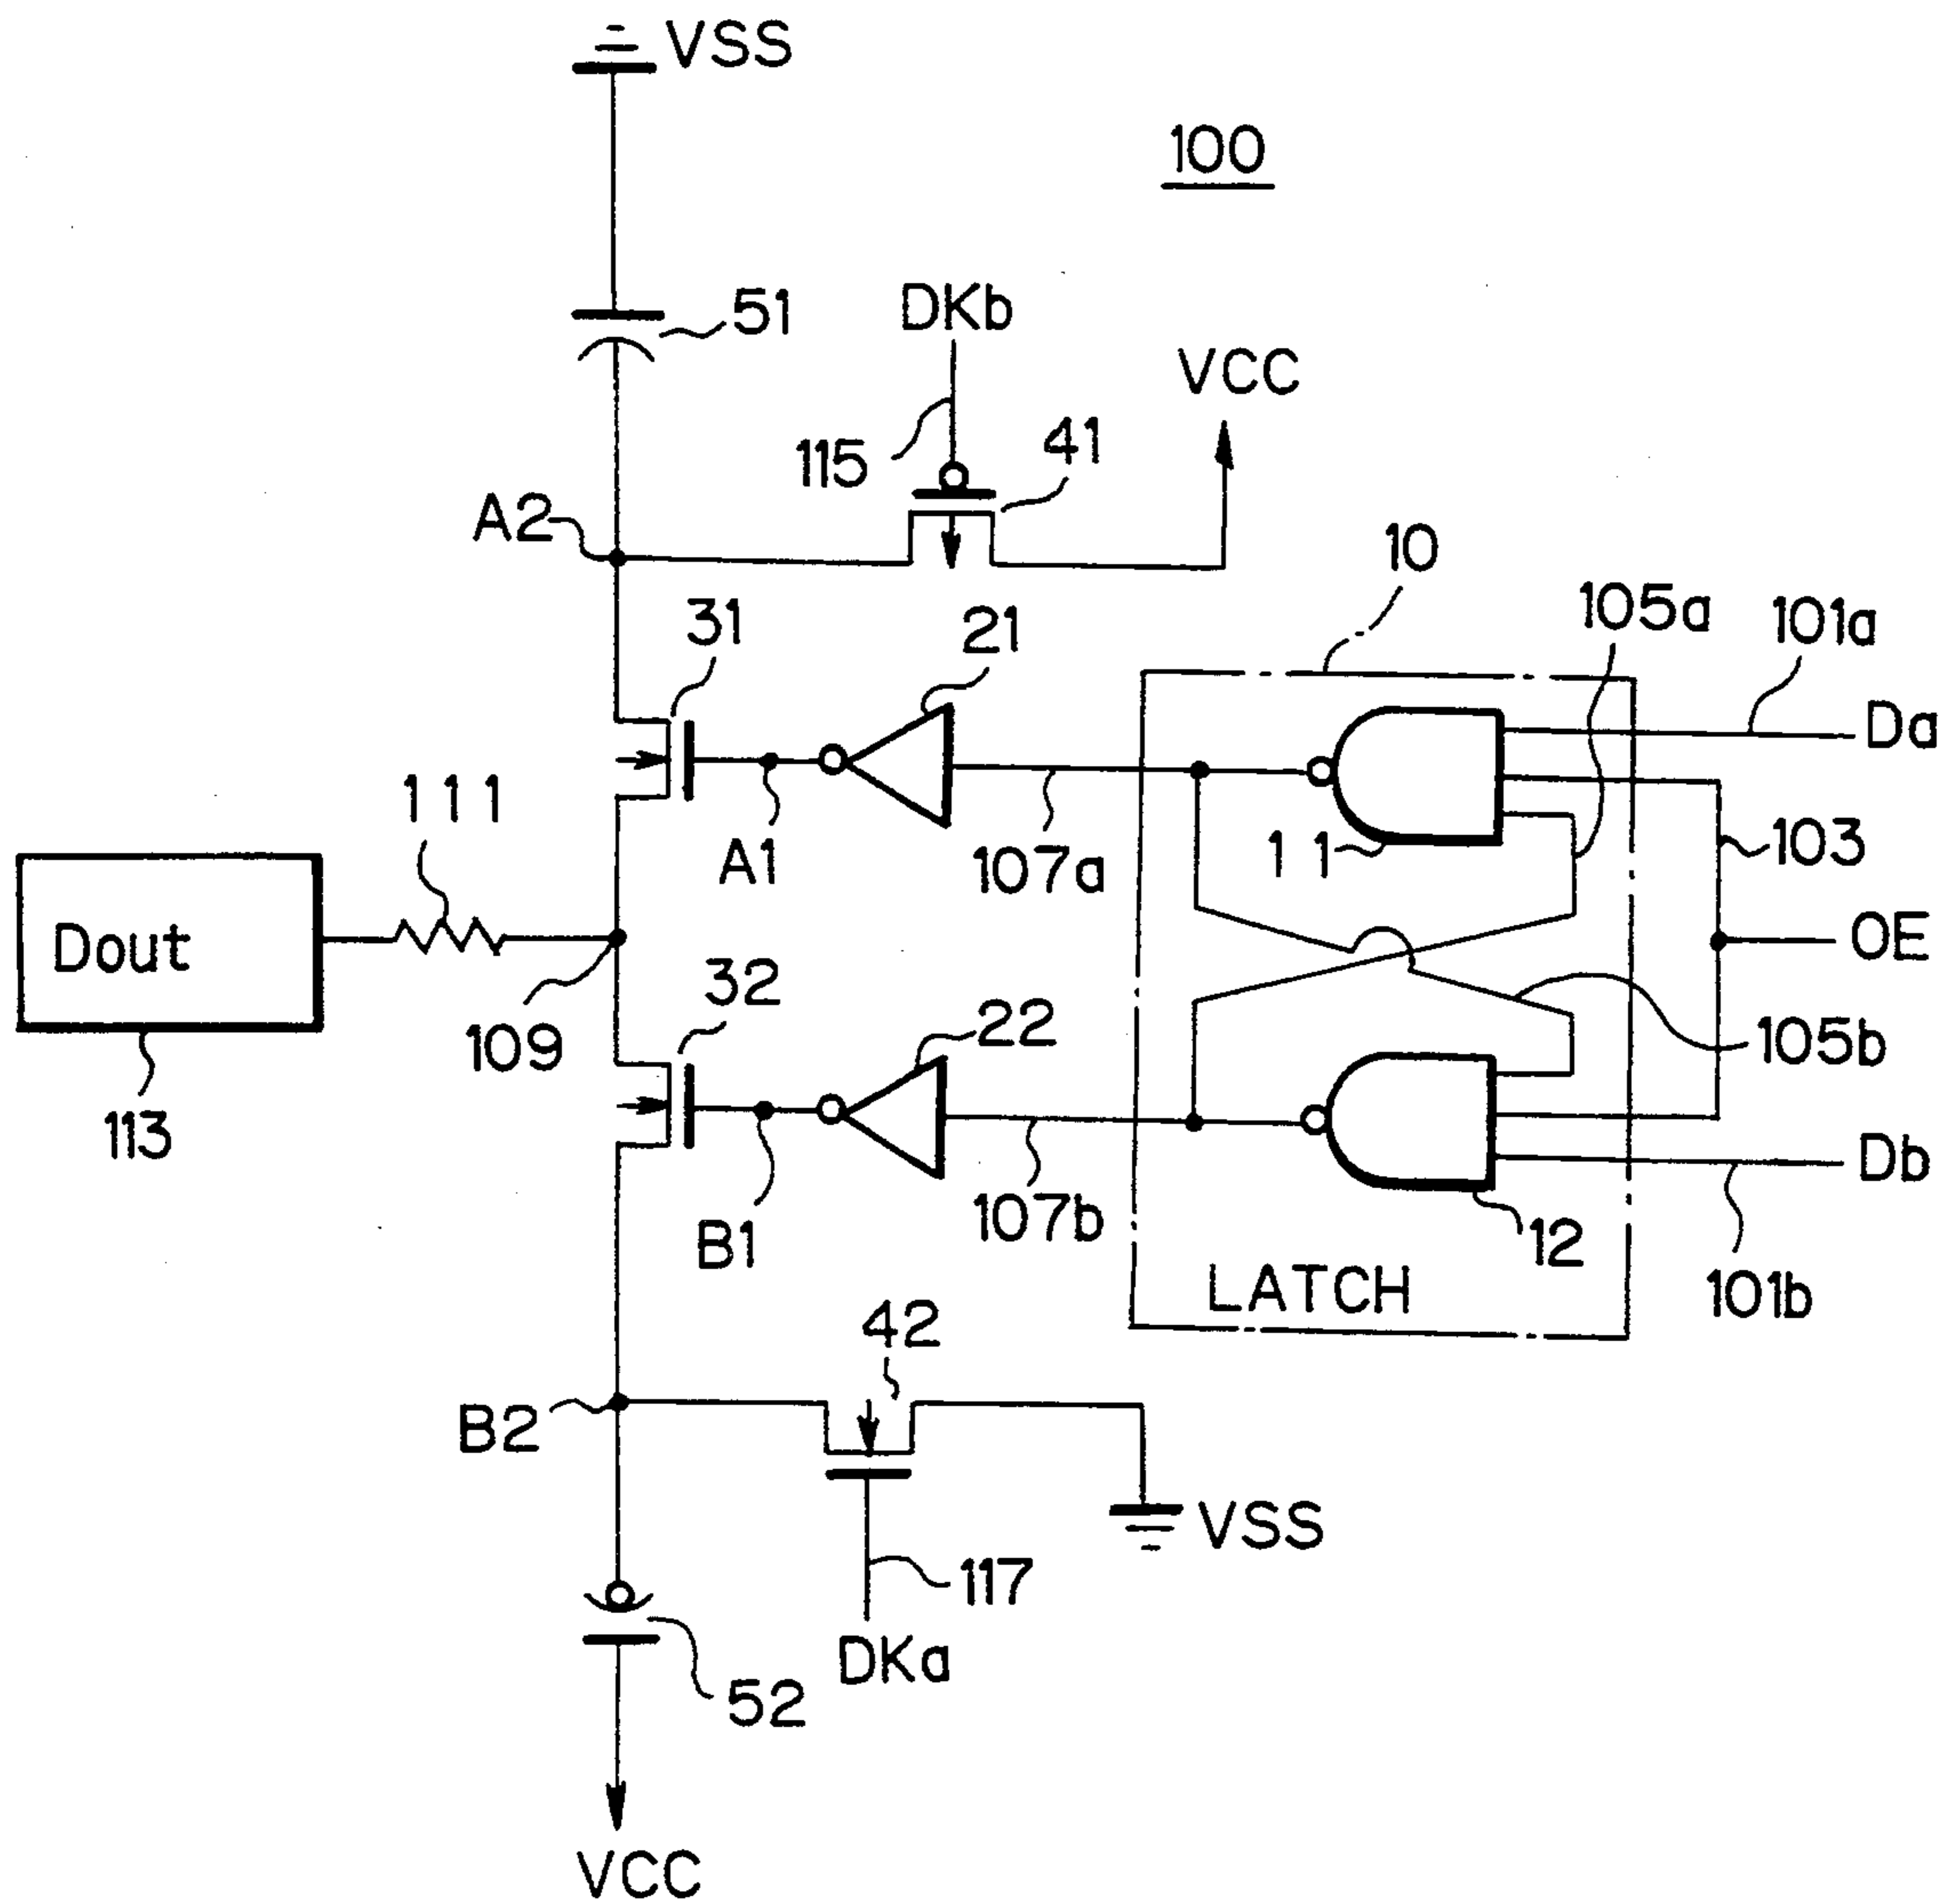 VSS
100
51
DKb
VCC
115
41
A2
10
105a
101a
31
21
Da
111
A1
107a
11
103
Dout
OE
32
109
22
105b
113
Db
B1
107b
12
101b
LATCH
42
B2
VSS
117
DKa
52
VCC